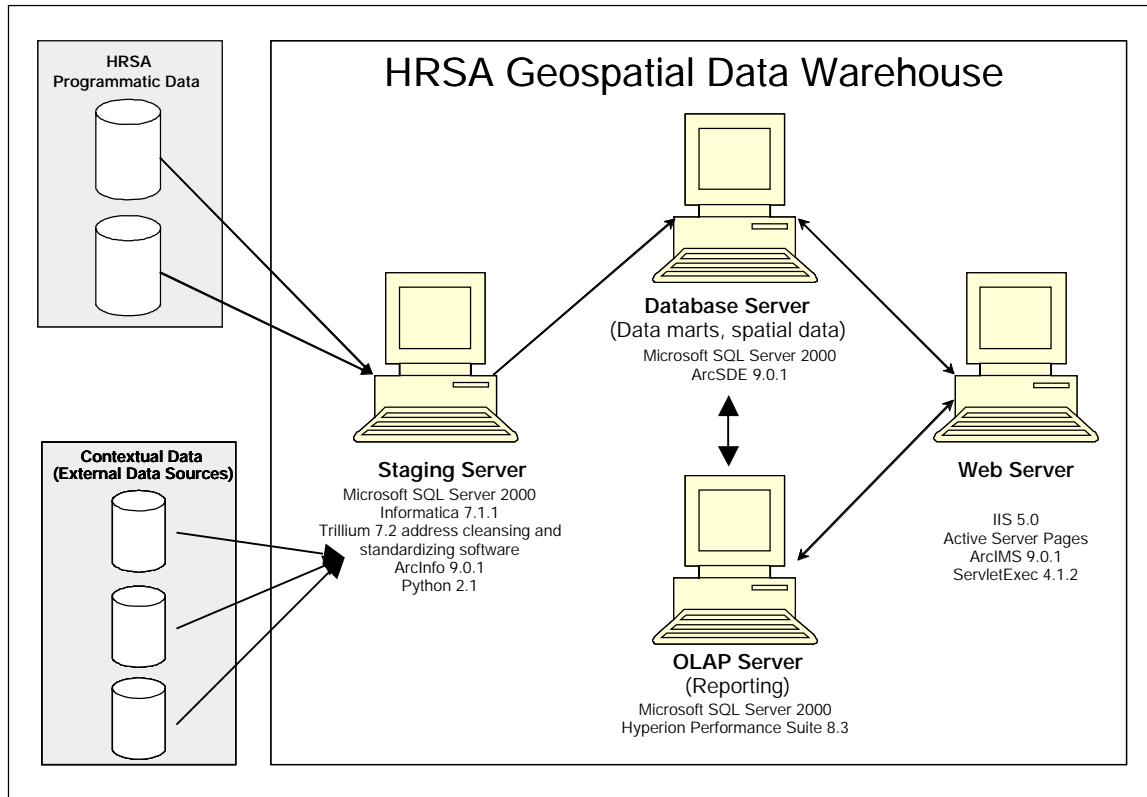 HRSA
Programmatic Data
HRSA Geospatial Data Warehouse
Contextual Data
(External Data Sources)
Staging Server
Microsoft SQL Server 2000
Informatica 7.1.1
Trillium 7.2 address cleansing and
standardizing software
ArcInfo 9.0.1
Python 2.1
Database Server
(Data marts, spatial data)
Microsoft SQL Server 2000
ArcSDE 9.0.1
OLAP Server
(Reporting)
Microsoft SQL Server 2000
Hyperion Performance Suite 8.3
Web Server
IIS 5.0
Active Server Pages
ArcIMS 9.0.1
ServletExec 4.1.2